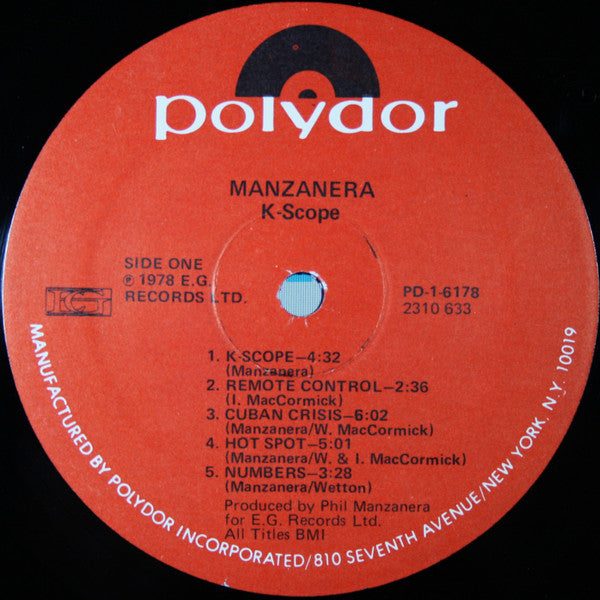 polydor
MANZANERA
K-Scope
SIDE ONE
℗ 1978 E.G.
RECORDS LTD.
EG
PD-1-6178
2310 633
1. K-SCOPE—4:32
(Manzanera)
2. REMOTE CONTROL—2:36
(I. MacCormick)
3. CUBAN CRISIS—6:02
(Manzanera/W. MacCormick)
4. HOT SPOT—5:01
(Manzanera/W. & I. MacCormick)
5. NUMBERS—3:28
(Manzanera/Wetton)
Produced by Phil Manzanera
for E.G. Records Ltd.
All Titles BMI
MANUFACTURED BY POLYDOR INCORPORATED/810 SEVENTH AVENUE/NEW YORK, N.Y. 10019